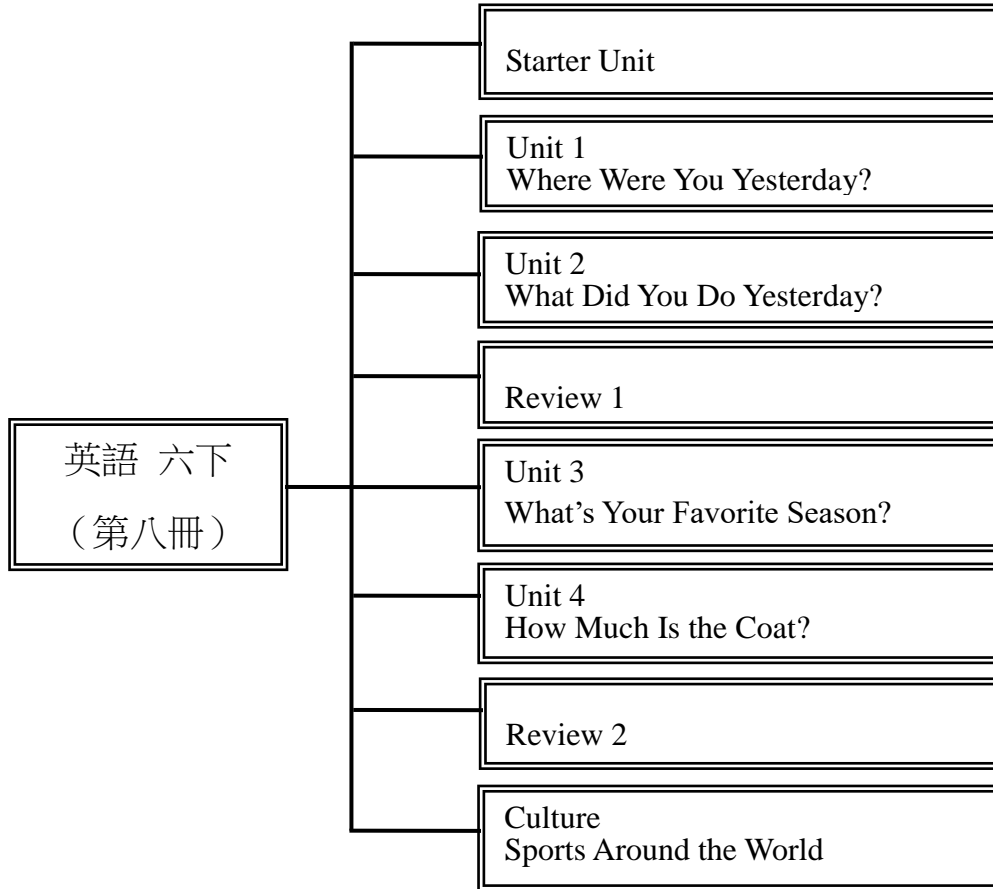 Starter Unit
Unit 1
Where Were You Yesterday?
Unit 2
What Did You Do Yesterday?
Review 1
英語 六下
（第八冊）
Unit 3
What’s Your Favorite Season?
Unit 4
How Much Is the Coat?
Review 2
Culture
Sports Around the World